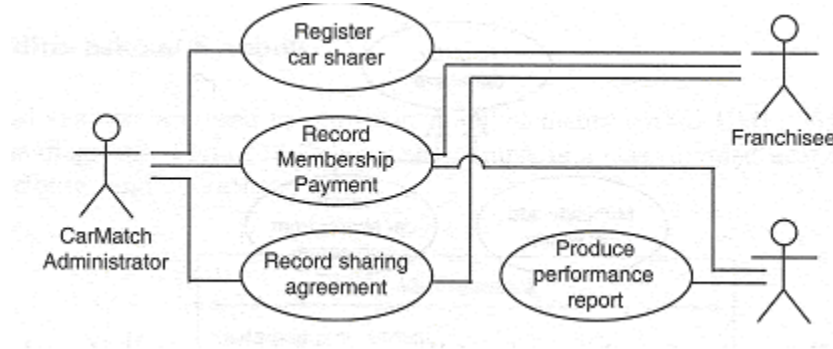 Register
car sharer
Franchisee
Record
Membership
Payment
CarMatch
Administrator
Record sharing
agreement
Produce
performance
report